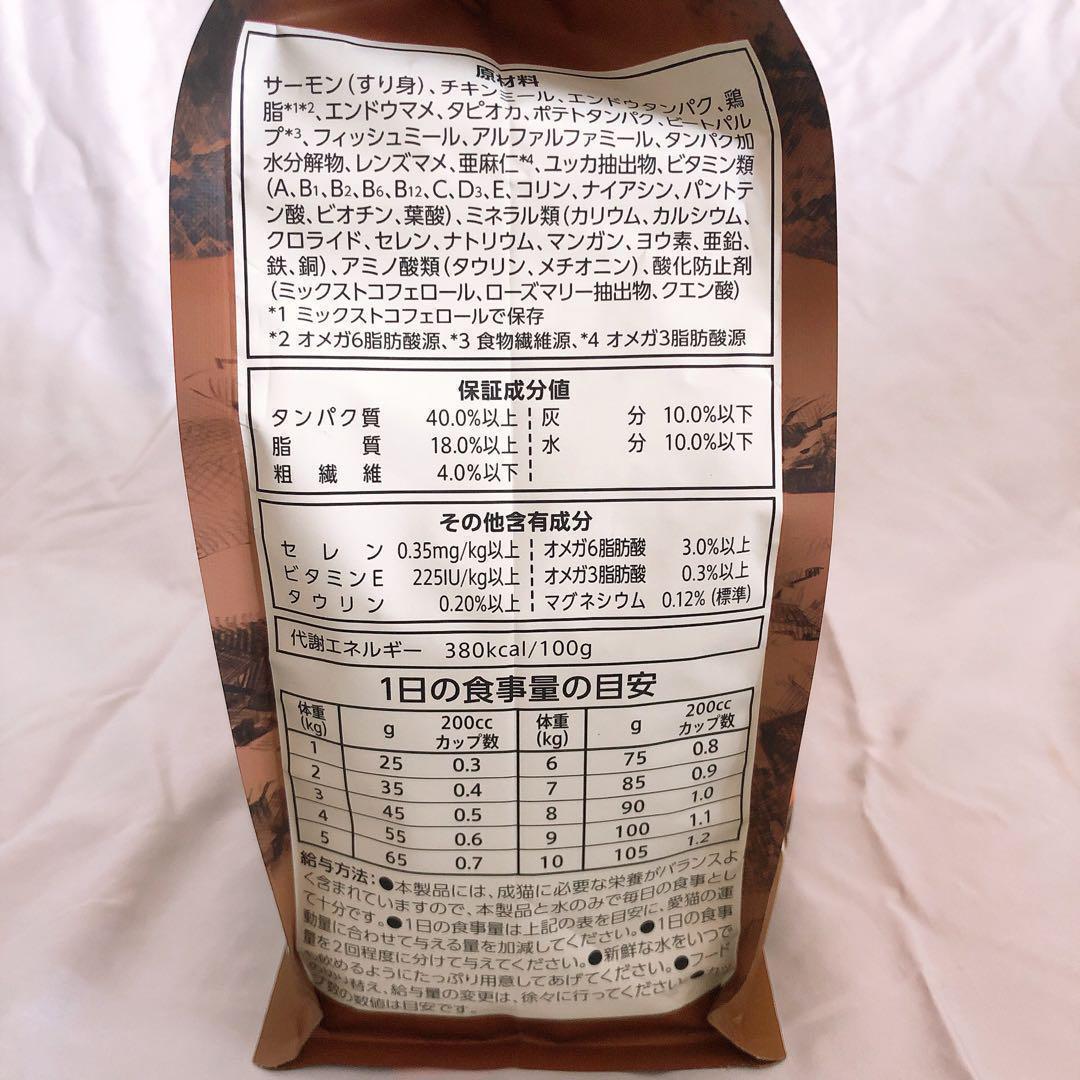 原材料
サーモン(すり身)、チキンミール、エンドウタンパク、鶏
脂*1*2、エンドウマメ、タピオカ、ポテトタンパク、ビートパル
プ*3、フィッシュミール、アルファルファミール、タンパク加
水分解物、レンズマメ、亜麻仁*4、ユッカ抽出物、ビタミン類
(A、B1、B2、B6、B12、C、D3、E、コリン、ナイアシン、パントテ
ン酸、ビオチン、葉酸)、ミネラル類(カリウム、カルシウム、
クロライド、セレン、ナトリウム、マンガン、ヨウ素、亜鉛、
鉄、銅)、アミノ酸類(タウリン、メチオニン)、酸化防止剤
(ミックストコフェロール、ローズマリー抽出物、クエン酸)
*1 ミックストコフェロールで保存
*2 オメガ6脂肪酸源、*3 食物繊維源、*4 オメガ3脂肪酸源
保証成分値
タンパク質 40.0%以上 灰分 10.0%以下
脂質 18.0%以上 水分 10.0%以下
粗繊維 4.0%以下
その他含有成分
セレン 0.35mg/kg以上 オメガ6脂肪酸 3.0%以上
ビタミンE 225IU/kg以上 オメガ3脂肪酸 0.3%以上
タウリン 0.20%以上 マグネシウム 0.12% (標準)
代謝エネルギー 380kcal/100g
1日の食事量の目安
体重(kg) g 200ccカップ数 体重(kg) g 200ccカップ数
1 25 0.3 6 75 0.8
2 35 0.4 7 85 0.9
3 45 0.5 8 90 1.0
4 55 0.6 9 100 1.1
5 65 0.7 10 105 1.2
給与方法:●本製品には、成猫に必要な栄養がバランスよ
く含まれていますので、本製品と水のみで毎日の食事とし
て十分です。●1日の食事量は上記の表を目安に、愛猫の運
動量に合わせて与える量を加減してください。●1日の食事
量を2回程度に分けて与えてください。●新鮮な水をいつで
も飲めるようにたっぷり用意してあげてください。●フード
切り替え、給与量の変更は、徐々に行ってください。●カッ
プ数の数値は目安です。